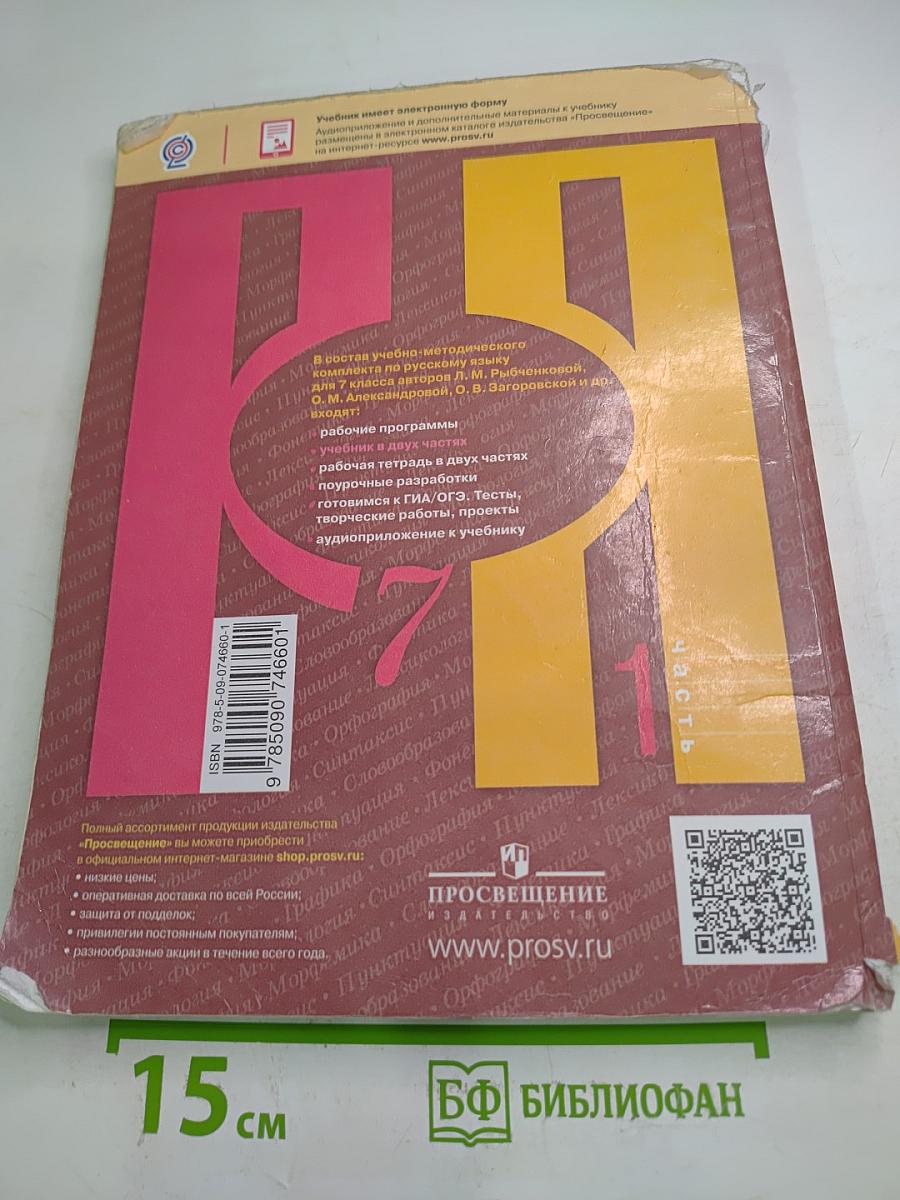 Учебник имеет электронную форму
Аудиоприложение и дополнительные материалы к учебнику
размещены в электронном каталоге издательства «Просвещение»
на интернет-ресурсе www.prosv.ru
РЯ
В состав учебно-методического
комплекта по русскому языку
для 7 класса авторов Л. М. Рыбченковой,
О. М. Александровой, О. В. Загоровской и др.
входят:
рабочие программы
учебник в двух частях
рабочая тетрадь в двух частях
поурочные разработки
готовимся к ГИА/ОГЭ. Тесты,
творческие работы, проекты
аудиоприложение к учебнику
7
1
часть
ISBN 978-5-09-074660-1
9 785090 746601
Полный ассортимент продукции издательства
«Просвещение» вы можете приобрести
в официальном интернет-магазине shop.prosv.ru:
• низкие цены;
• оперативная доставка по всей России;
• защита от подделок;
• привилегии постоянным покупателям;
• разнообразные акции в течение всего года.
ПРОСВЕЩЕНИЕ
ИЗДАТЕЛЬСТВО
www.prosv.ru
15 см
БФ БИБЛИОФАН